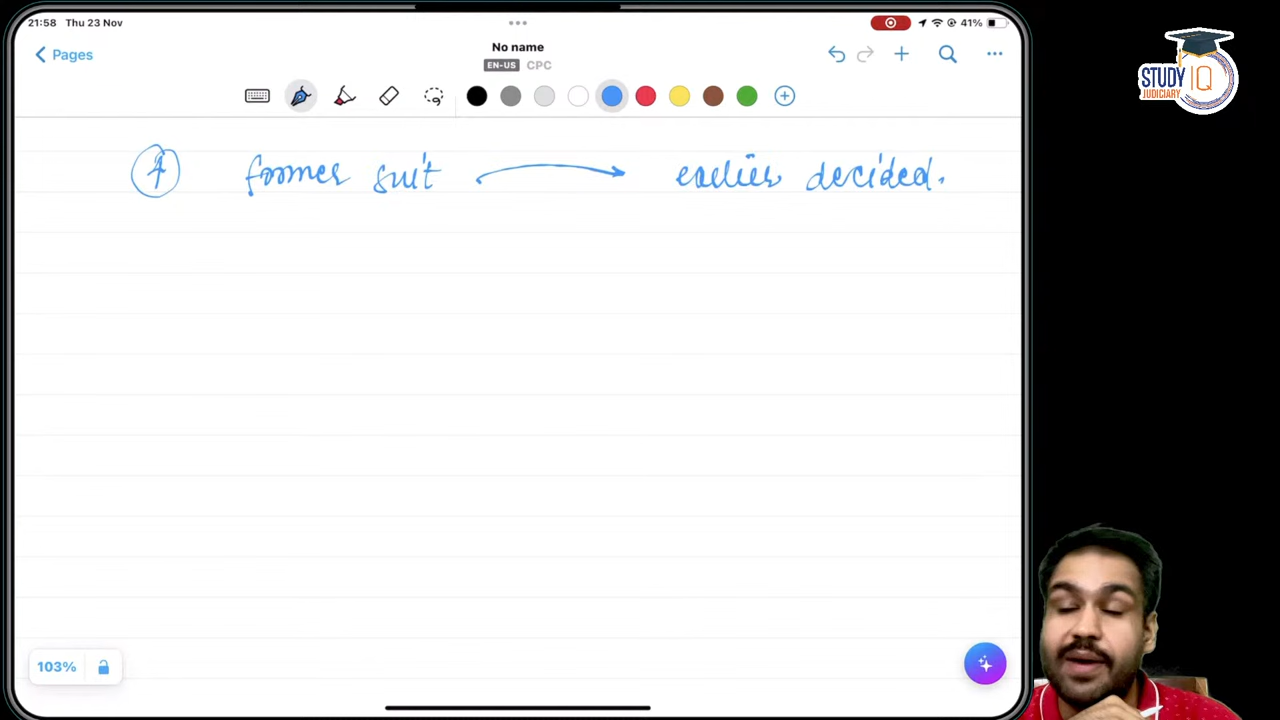 21:58 Thu 23 Nov
41%
Pages
No name
EN-US CPC
former suit → earlier decided.
103%
STUDY IQ
JUDICIARY